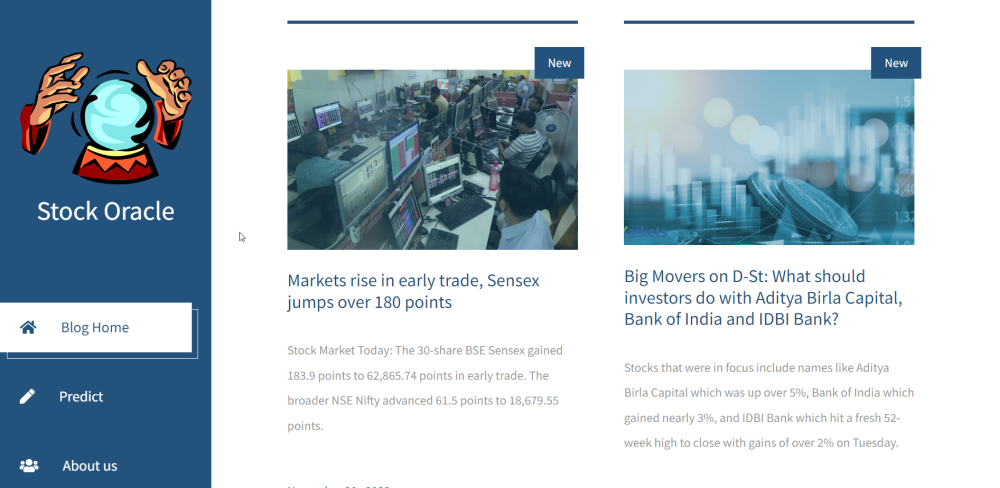 Stock Oracle
Blog Home
Predict
About us
New
Markets rise in early trade, Sensex
jumps over 180 points
Stock Market Today: The 30-share BSE Sensex gained
183.9 points to 62,865.74 points in early trade. The
broader NSE Nifty advanced 61.5 points to 18,679.55
points.
New
Big Movers on D-St: What should
investors do with Aditya Birla Capital,
Bank of India and IDBI Bank?
Stocks that were in focus include names like Aditya
Birla Capital which was up over 5%, Bank of India which
gained nearly 3%, and IDBI Bank which hit a fresh 52-
week high to close with gains of over 2% on Tuesday.